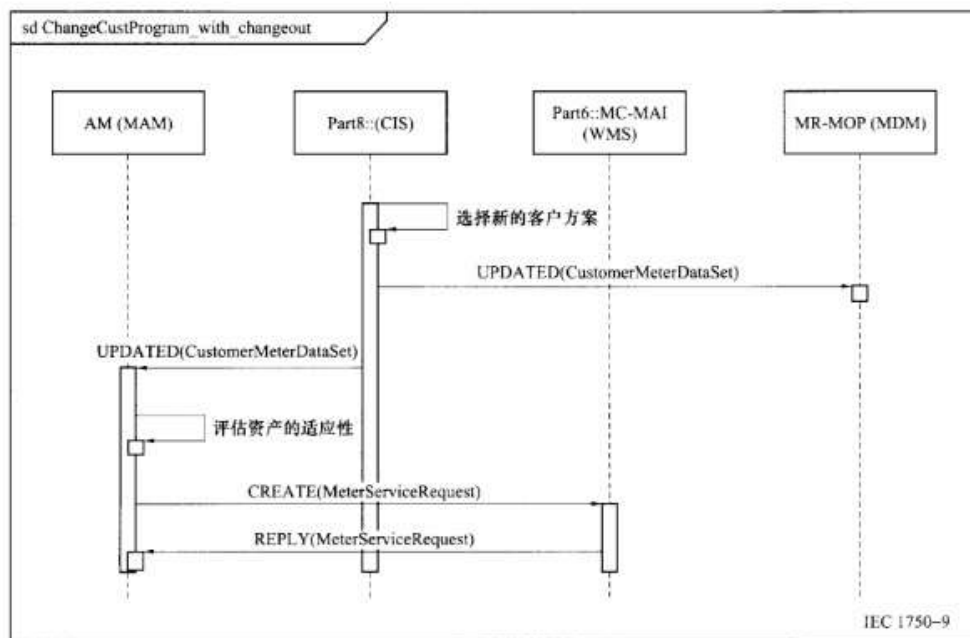 sd ChangeCustProgram_with_changeout
AM (MAM)
Part8::(CIS)
Part6::MC-MAI
(WMS)
MR-MOP (MDM)
选择新的客户方案
UPDATED(CustomerMeterDataSet)
UPDATED(CustomerMeterDataSet)
评估资产的适应性
CREATE(MeterServiceRequest)
REPLY(MeterServiceRequest)
IEC 1750-9